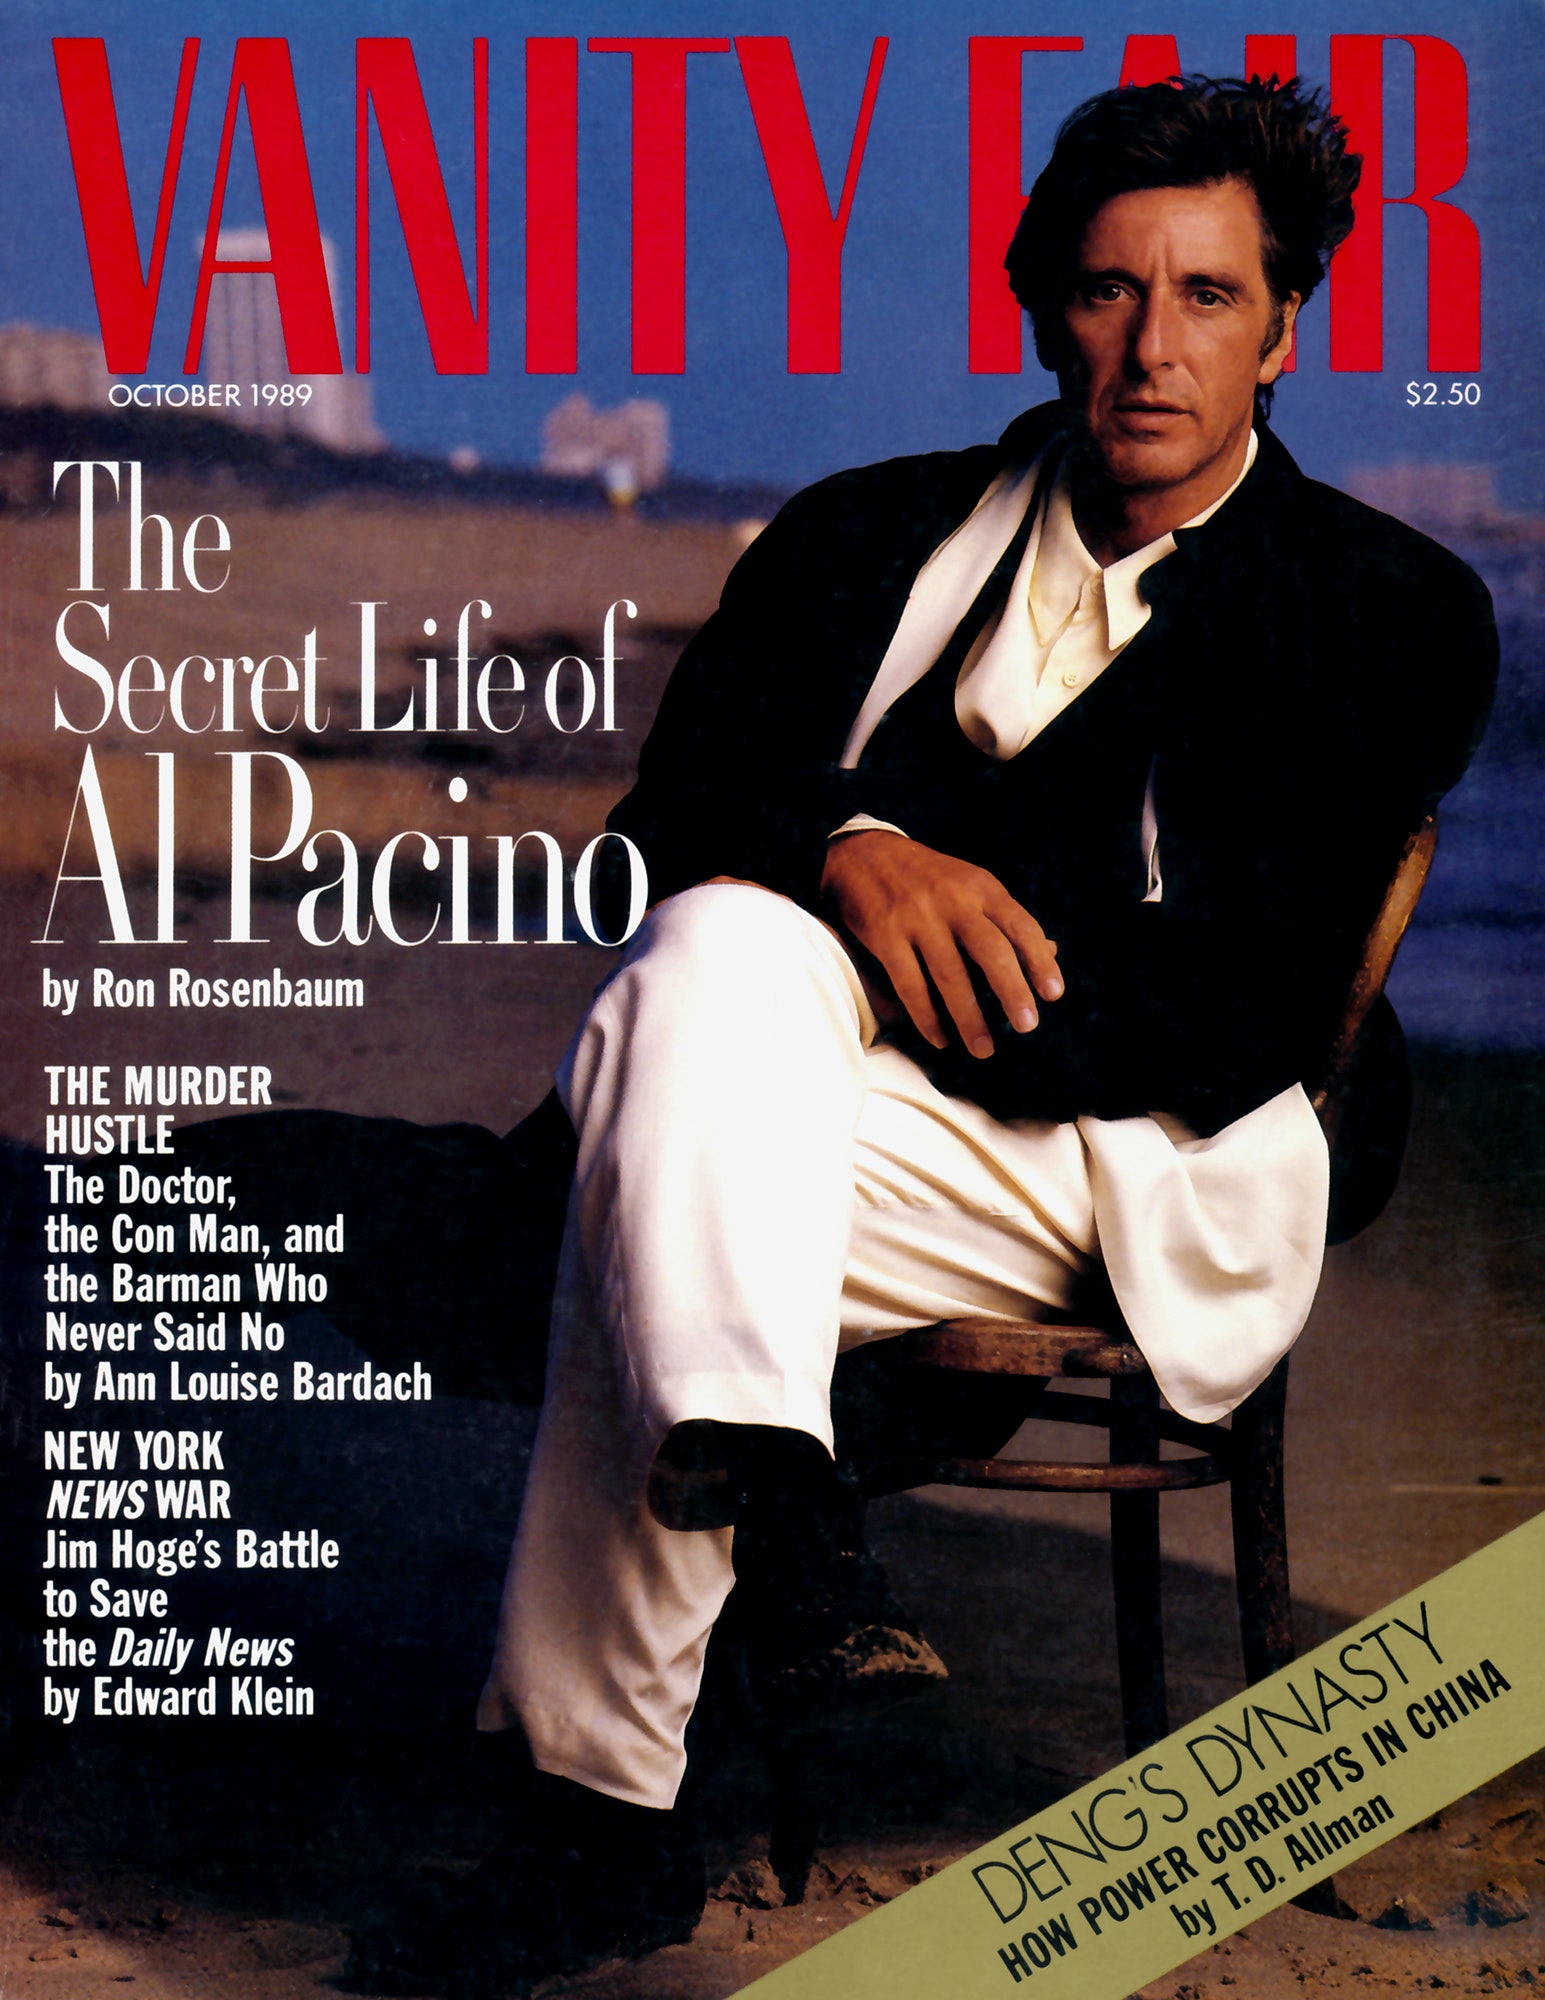 VANITY FAIR
OCTOBER 1989
$2.50
The
Secret Life of
Al Pacino
by Ron Rosenbaum
THE MURDER
HUSTLE
The Doctor,
the Con Man, and
the Barman Who
Never Said No
by Ann Louise Bardach
NEW YORK
NEWS WAR
Jim Hoge's Battle
to Save
the Daily News
by Edward Klein
DENG'S DYNASTY
HOW POWER CORRUPTS IN CHINA
by T. D. Allman